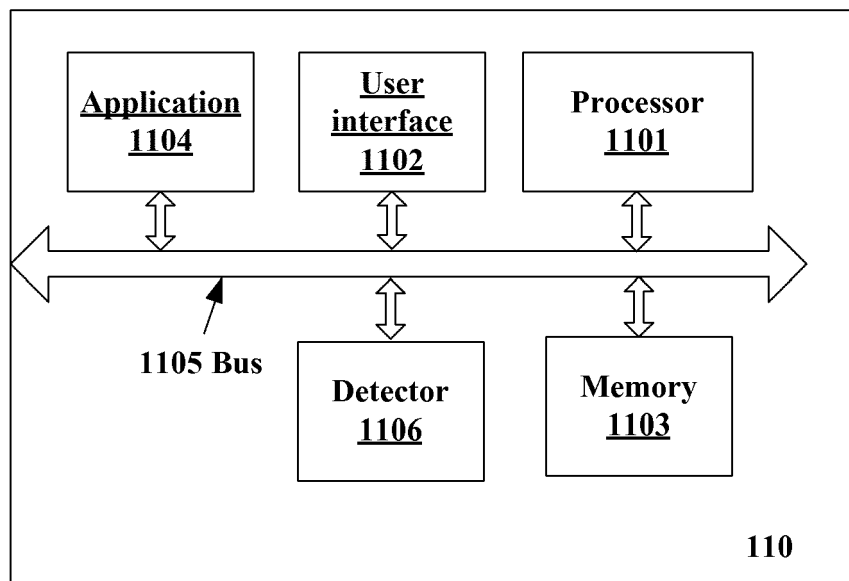 Application
1104
User
interface
1102
Processor
1101
1105 Bus
Detector
1106
Memory
1103
110